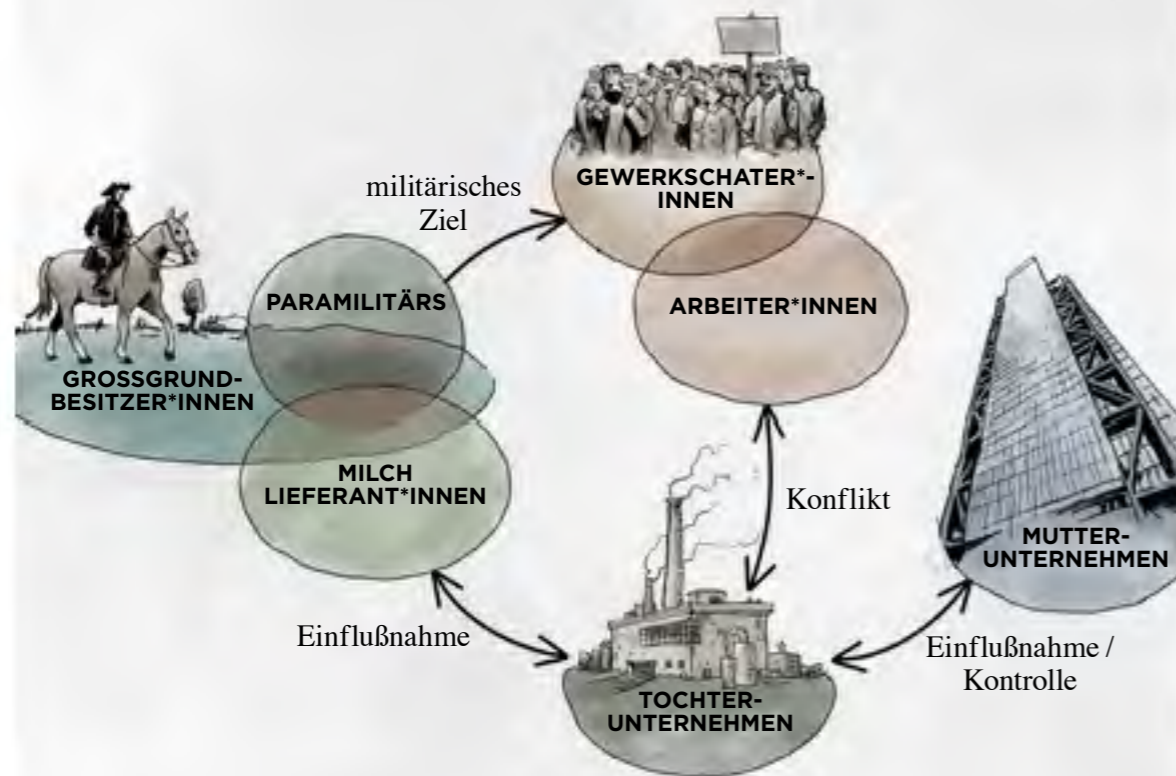 militärisches
Ziel
GEWERKSCHATER*-
INNEN
PARAMILITÄRS
ARBEITER*INNEN
GROSSGRUND-
BESITZER*INNEN
MILCH
LIEFERANT*INNEN
Konflikt
MUTTER-
UNTERNEHMEN
Einflußnahme
Einflußnahme /
Kontrolle
TOCHTER-
UNTERNEHMEN